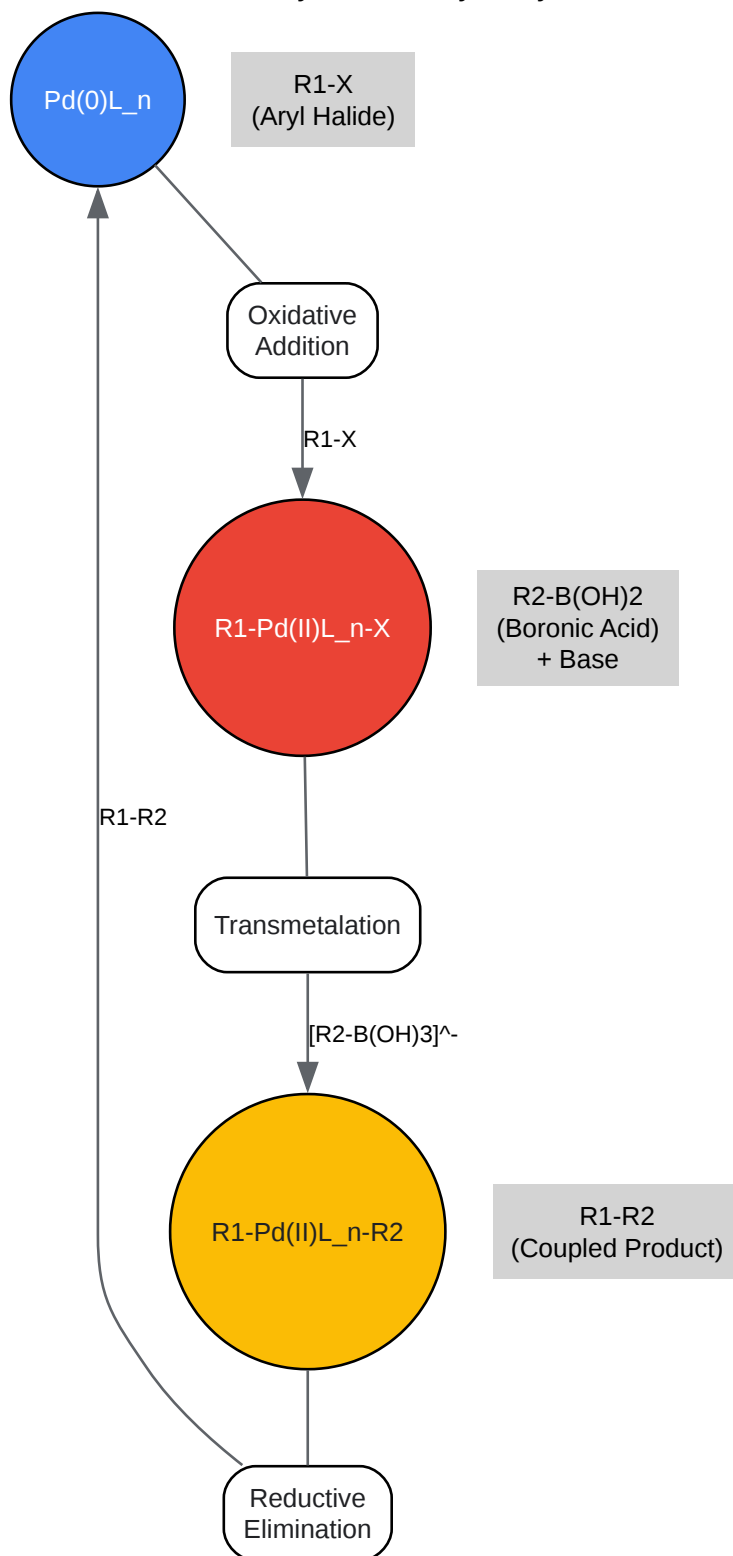 Pd(0)L_n
R1-X
(Aryl Halide)
Oxidative
Addition
R1-X
R1-Pd(II)L_n-X
R2-B(OH)2
(Boronic Acid)
+ Base
R1-R2
Transmetalation
[R2-B(OH)3]^-
R1-Pd(II)L_n-R2
R1-R2
(Coupled Product)
Reductive
Elimination